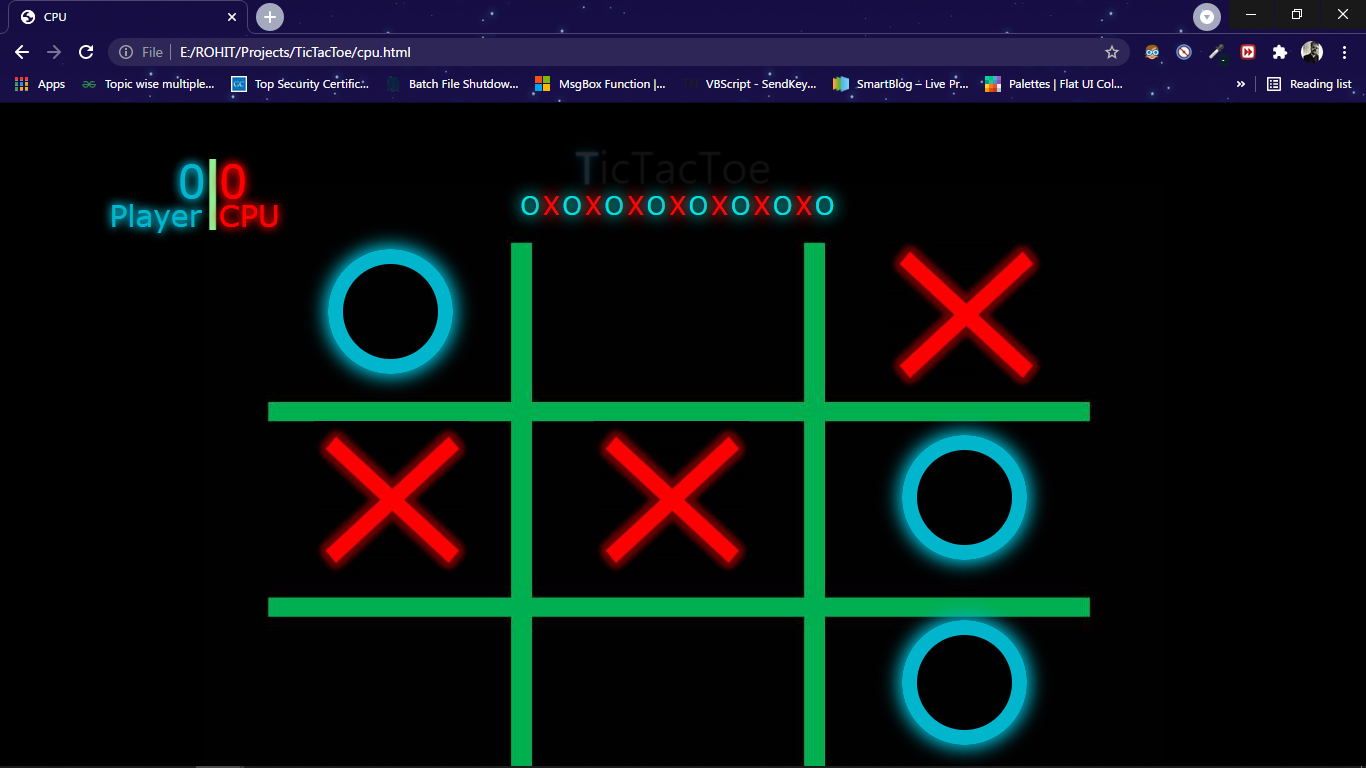 CPU
File E:/ROHIT/Projects/TicTacToe/cpu.html
Apps Topic wise multiple... Top Security Certific... Batch File Shutdow... MsgBox Function |... VBScript - SendKey... SmartBlog – Live Pr... Palettes | Flat UI Col... » Reading list
TicTacToe
0 0
Player CPU
OXOXOXOXOXOXOXO